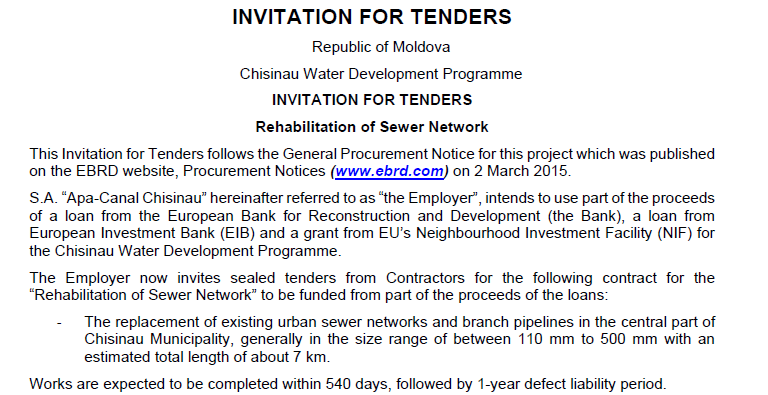 INVITATION FOR TENDERS
Republic of Moldova
Chisinau Water Development Programme
INVITATION FOR TENDERS
Rehabilitation of Sewer Network
This Invitation for Tenders follows the General Procurement Notice for this project which was published
on the EBRD website, Procurement Notices (www.ebrd.com) on 2 March 2015.
S.A. “Apa-Canal Chisinau” hereinafter referred to as “the Employer”, intends to use part of the proceeds
of a loan from the European Bank for Reconstruction and Development (the Bank), a loan from
European Investment Bank (EIB) and a grant from EU’s Neighbourhood Investment Facility (NIF) for
the Chisinau Water Development Programme.
The Employer now invites sealed tenders from Contractors for the following contract for the
“Rehabilitation of Sewer Network” to be funded from part of the proceeds of the loans:
- The replacement of existing urban sewer networks and branch pipelines in the central part of
Chisinau Municipality, generally in the size range of between 110 mm to 500 mm with an
estimated total length of about 7 km.
Works are expected to be completed within 540 days, followed by 1-year defect liability period.